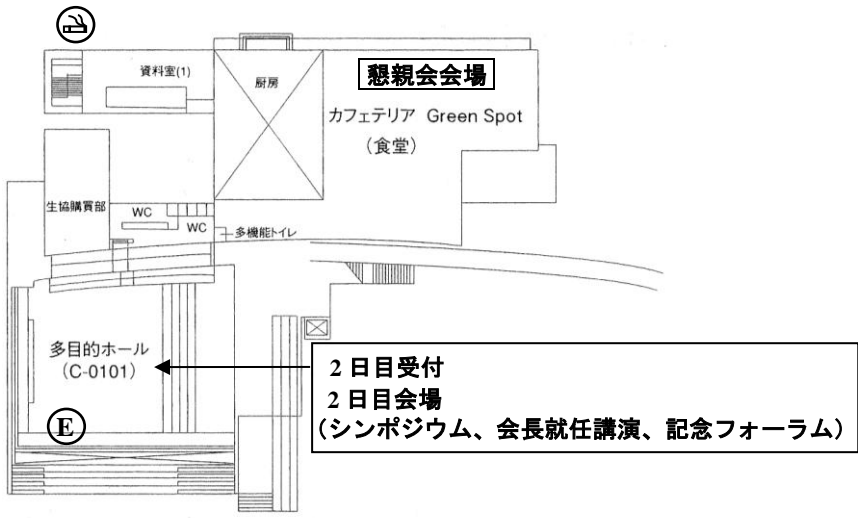 資料室(1)
厨房
懇親会会場
カフェテリア Green Spot
(食堂)
生協購買部
WC
WC
多機能トイレ
多目的ホール
(C-0101)
2日目受付
2日目会場
(シンポジウム、会長就任講演、記念フォーラム)
E